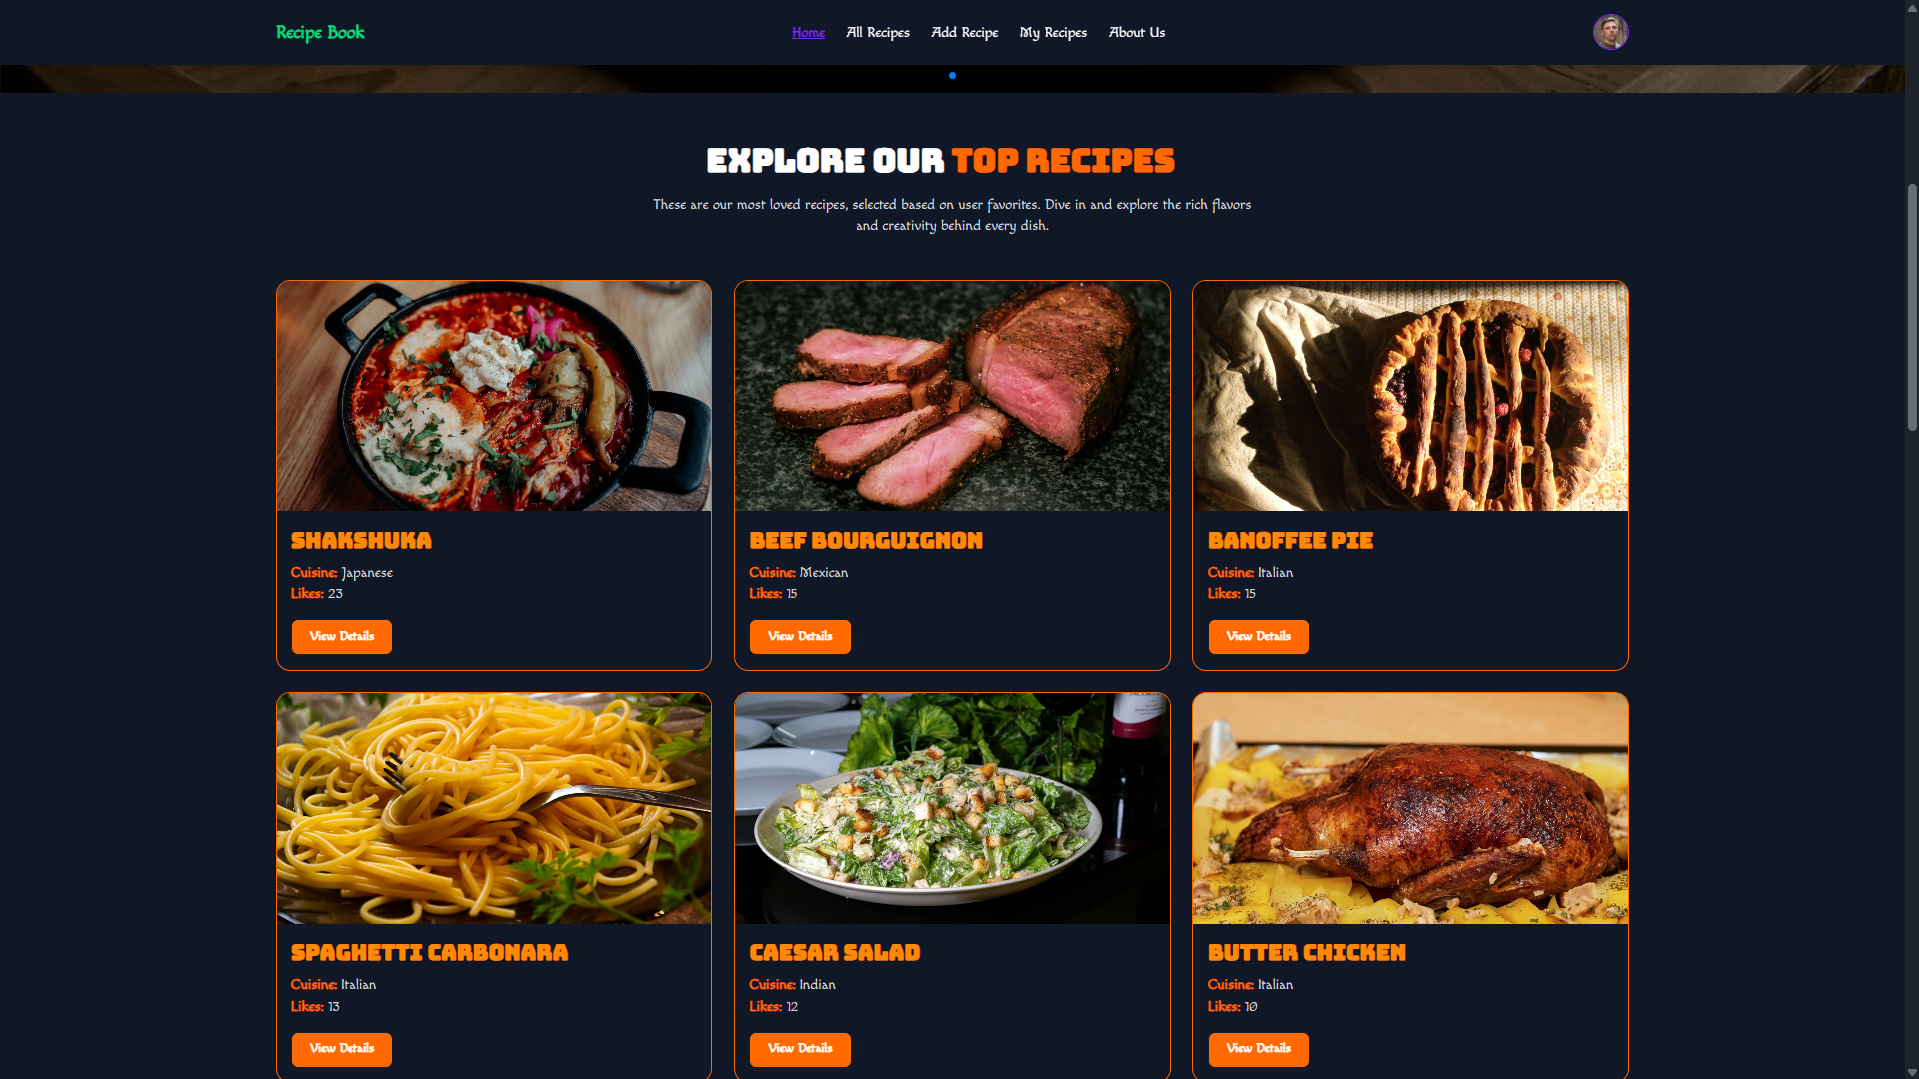 Recipe Book
Home All Recipes Add Recipe My Recipes About Us
EXPLORE OUR TOP RECIPES
These are our most loved recipes, selected based on user favorites. Dive in and explore the rich flavors
and creativity behind every dish.
SHAKSHUKA
Cuisine: Japanese
Likes: 23
View Details
BEEF BOURGUIGNON
Cuisine: Mexican
Likes: 15
View Details
BANOFFEE PIE
Cuisine: Italian
Likes: 15
View Details
SPAGHETTI CARBONARA
Cuisine: Italian
Likes: 13
View Details
CAESAR SALAD
Cuisine: Indian
Likes: 12
View Details
BUTTER CHICKEN
Cuisine: Italian
Likes: 10
View Details